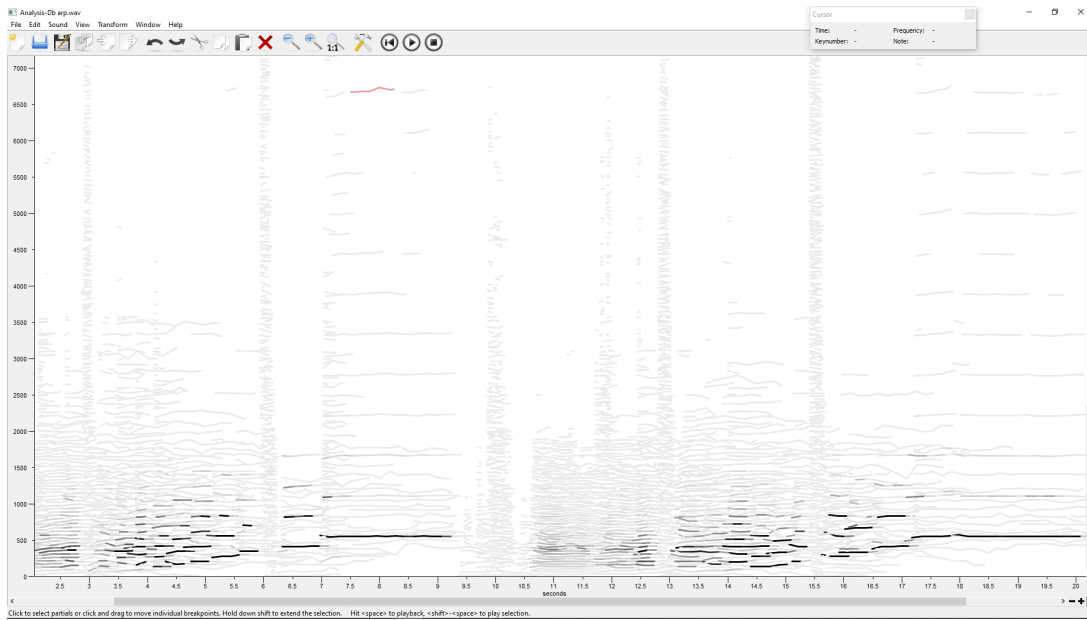 Analysis-Db arp.wav
File Edit Sound View Transform Window Help
1:1
Cursor
Time: - Frequency: -
Keynumber: - Note: -
7000
6500
6000
5500
5000
4500
4000
3500
3000
2500
2000
1500
1000
500
0
2.5 3 3.5 4 4.5 5 5.5 6 6.5 7 7.5 8 8.5 9 9.5 10 10.5 11 11.5 12 12.5 13 13.5 14 14.5 15 15.5 16 16.5 17 17.5 18 18.5 19 19.5 20
seconds
Click to select partials or click and drag to move individual breakpoints. Hold down shift to extend the selection. Hit <space> to playback, <shift>-<space> to play selection.